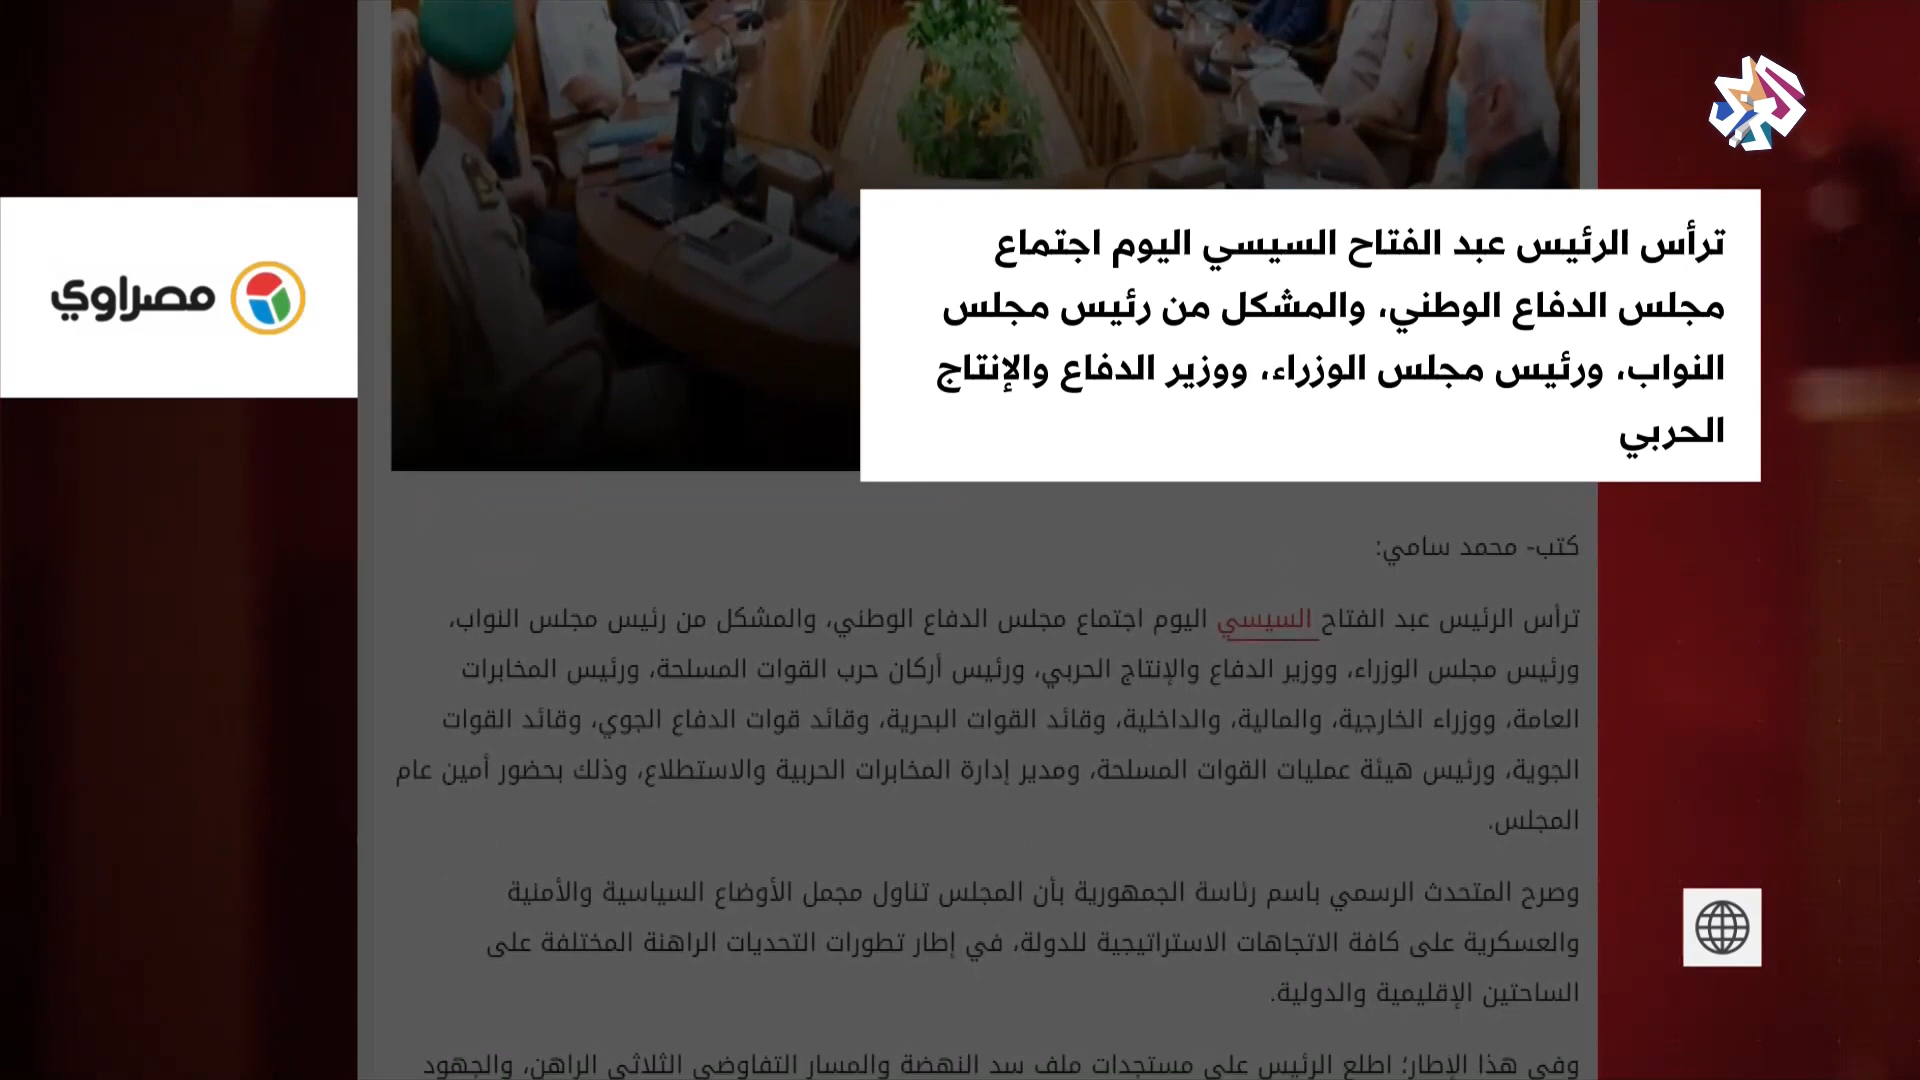 ترأس الرئيس عبد الفتاح السيسي اليوم اجتماع
مجلس الدفاع الوطني، والمشكل من رئيس مجلس
النواب، ورئيس مجلس الوزراء، ووزير الدفاع والإنتاج
الحربي
مصراوي
كتب- محمد سامي:
ترأس الرئيس عبد الفتاح السيسي اليوم اجتماع مجلس الدفاع الوطني، والمشكل من رئيس مجلس النواب،
ورئيس مجلس الوزراء، ووزير الدفاع والإنتاج الحربي، ورئيس أركان حرب القوات المسلحة، ورئيس المخابرات
العامة، ووزراء الخارجية، والمالية، والداخلية، وقائد القوات البحرية، وقائد قوات الدفاع الجوي، وقائد القوات
الجوية، ورئيس هيئة عمليات القوات المسلحة، ومدير إدارة المخابرات الحربية والاستطلاع، وذلك بحضور أمين عام
المجلس.
وصرح المتحدث الرسمي باسم رئاسة الجمهورية بأن المجلس تناول مجمل الأوضاع السياسية والأمنية
والعسكرية على كافة الاتجاهات الاستراتيجية للدولة، في إطار تطورات التحديات الراهنة المختلفة على
الساحتين الإقليمية والدولية.
وفي هذا الإطار؛ اطلع الرئيس على مستجدات ملف سد النهضة والمسار التفاوضي الثلاثي الراهن، والجهود